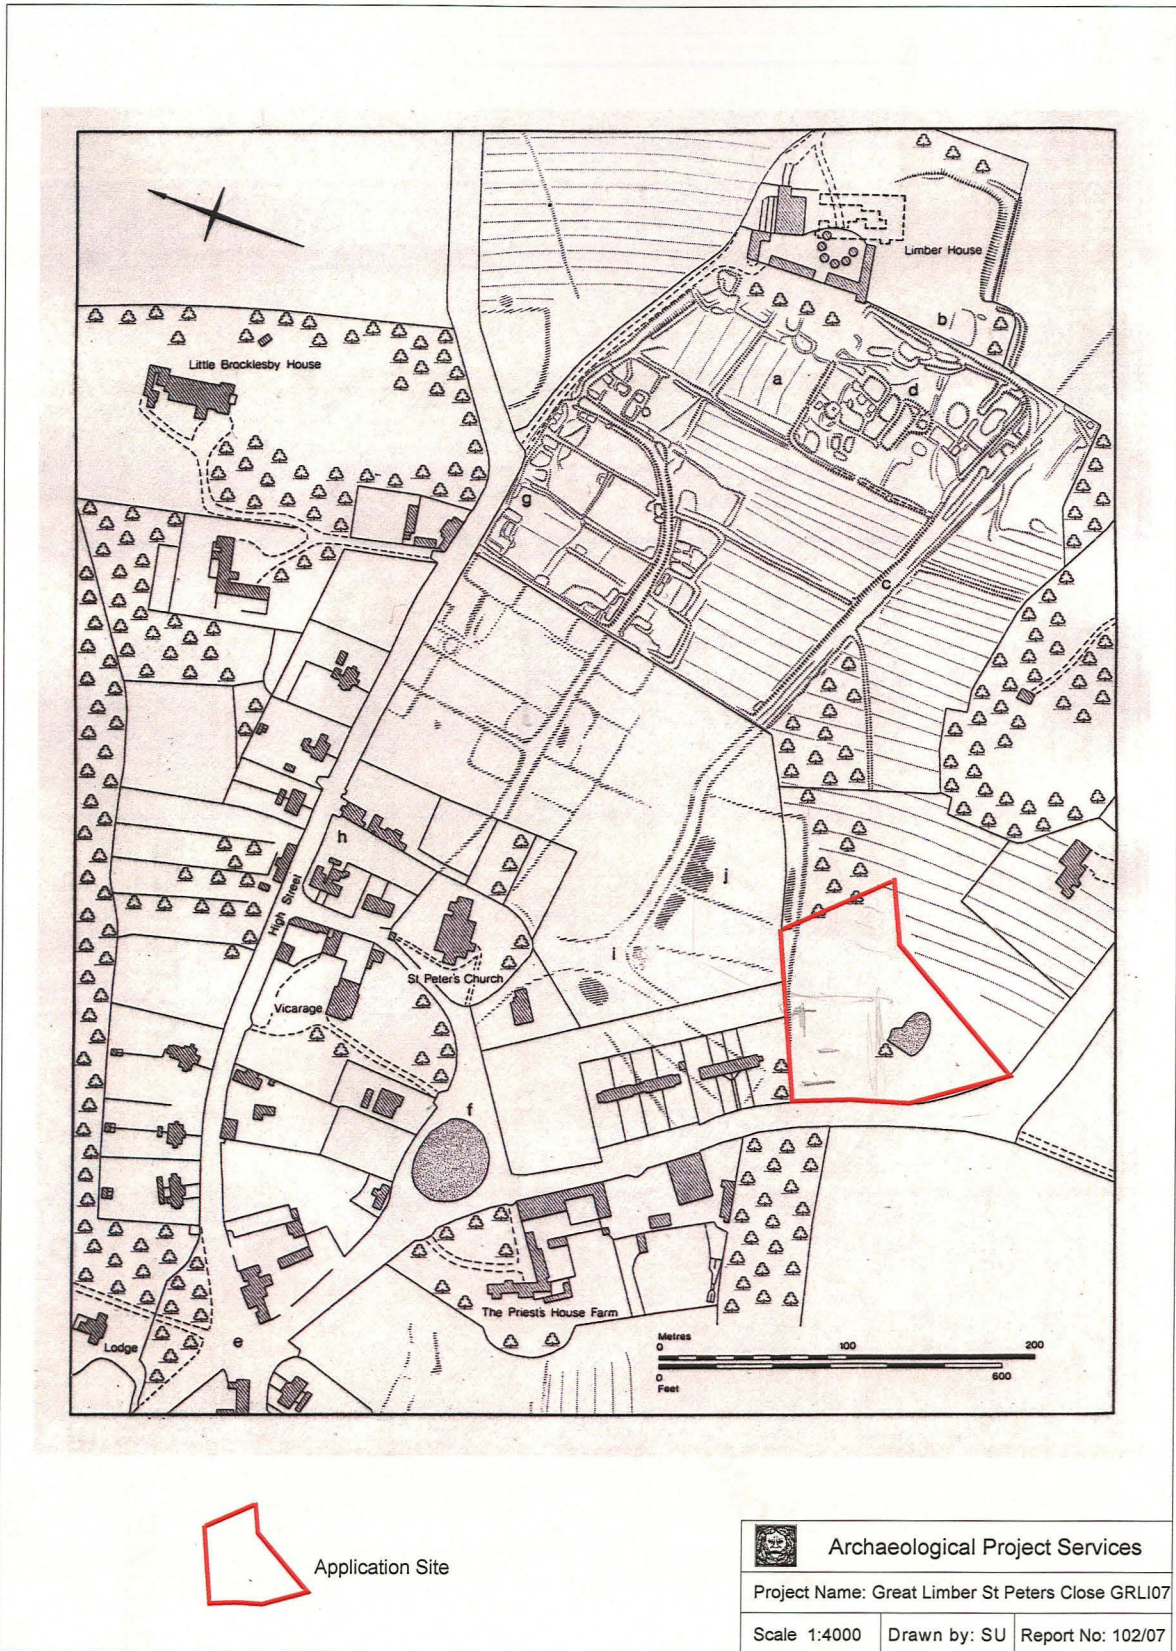 Limber House
b
Little Brocklesby House
a
d
g
c
h
High Street
j
St. Peter's Church
i
Vicarage
f
The Priest's House Farm
Lodge
e
Metres
0 100 200
0 600
Feet
Application Site
Archaeological Project Services
Project Name: Great Limber St Peters Close GRLI07
Scale 1:4000
Drawn by: SU
Report No: 102/07